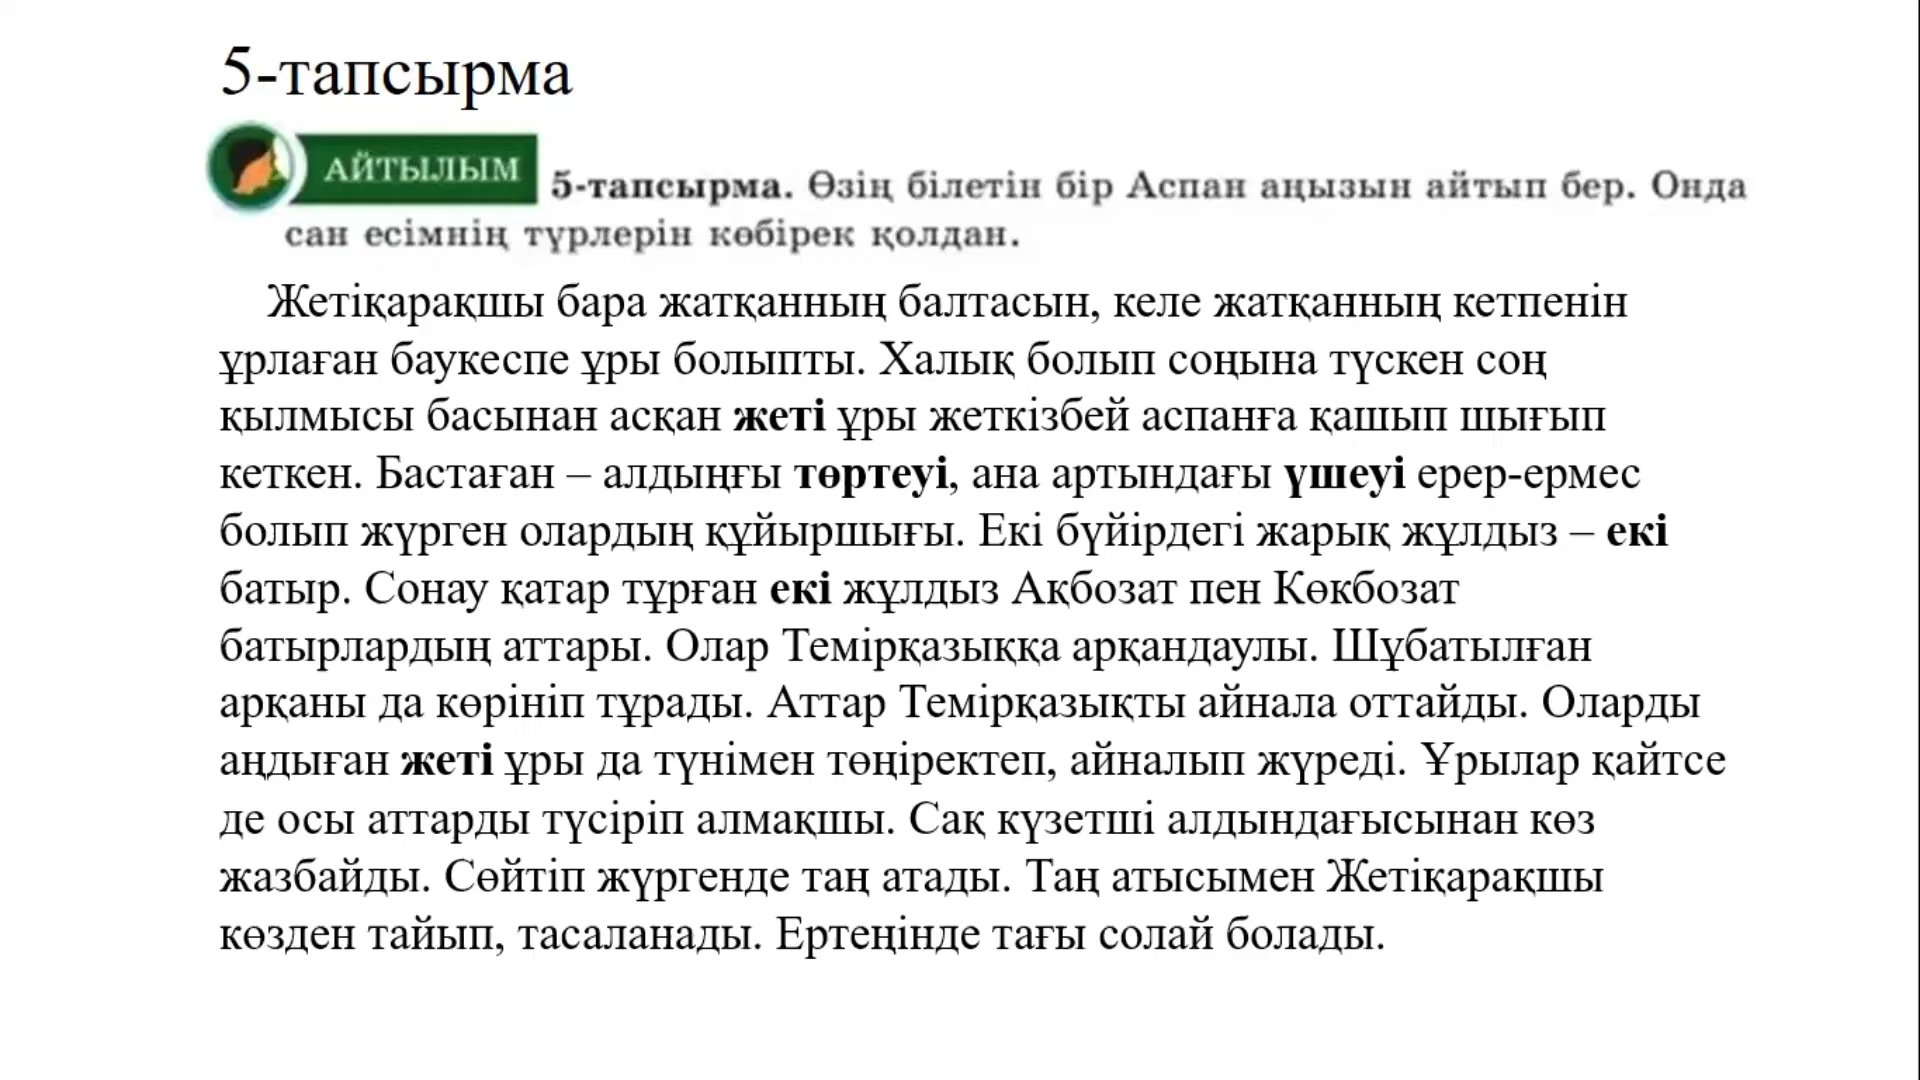 5-тапсырма
АЙТЫЛЫМ 5-тапсырма. Өзің білетін бір Аспан аңызын айтып бер. Онда
сан есімнің түрлерін көбірек қолдан.
Жетіқарақшы бара жатқанның балтасын, келе жатқанның кетпенін
ұрлаған баукеспе ұры болыпты. Халық болып соңына түскен соң
қылмысы басынан асқан жеті ұры жеткізбей аспанға қашып шығып
кеткен. Бастаған – алдыңғы төртеуі, ана артындағы үшеуі ерер-ермес
болып жүрген олардың құйыршығы. Екі бүйірдегі жарық жұлдыз – екі
батыр. Сонау қатар тұрған екі жұлдыз Ақбозат пен Көкбозат
батырлардың аттары. Олар Темірқазыққа арқандаулы. Шұбатылған
арқаны да көрініп тұрады. Аттар Темірқазықты айнала оттайды. Оларды
аңдыған жеті ұры да түнімен төңіректеп, айналып жүреді. Ұрылар қайтсе
де осы аттарды түсіріп алмақшы. Сақ күзетші алдындағысынан көз
жазбайды. Сөйтіп жүргенде таң атады. Таң атысымен Жетіқарақшы
көзден тайып, тасаланады. Ертеңінде тағы солай болады.